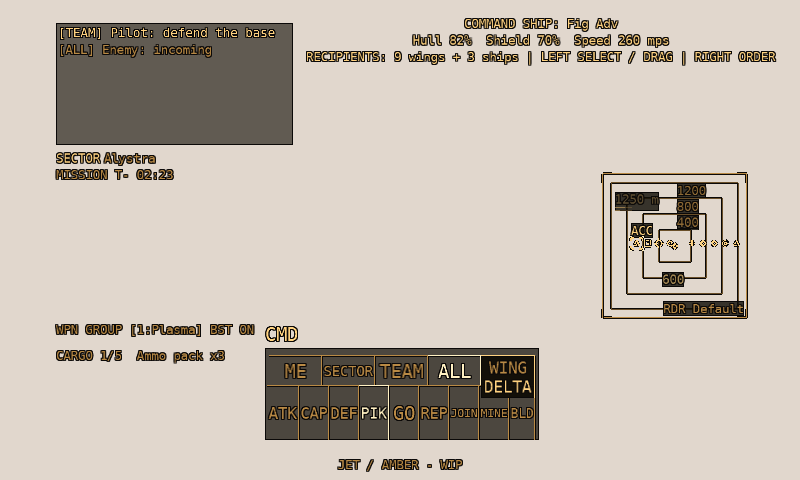 COMMAND SHIP: Fig Adv
Hull 82%  Shield 70%  Speed 260 mps
RECIPIENTS: 9 wings + 3 ships | LEFT SELECT / DRAG | RIGHT ORDER
[TEAM] Pilot: defend the base
[ALL] Enemy: incoming
SECTOR Alystra
MISSION T- 02:23
1200
1250 m
800
400
ACC
600
RDR-Default
WPN GROUP [1:Plasma] BST ON
CMD
CARGO 1/5  Ammo pack x3
ME SECTOR TEAM ALL WING
DELTA
ATK CAP DEF PIK GO REP JOIN MINE BLD
JET / AMBER - WIP